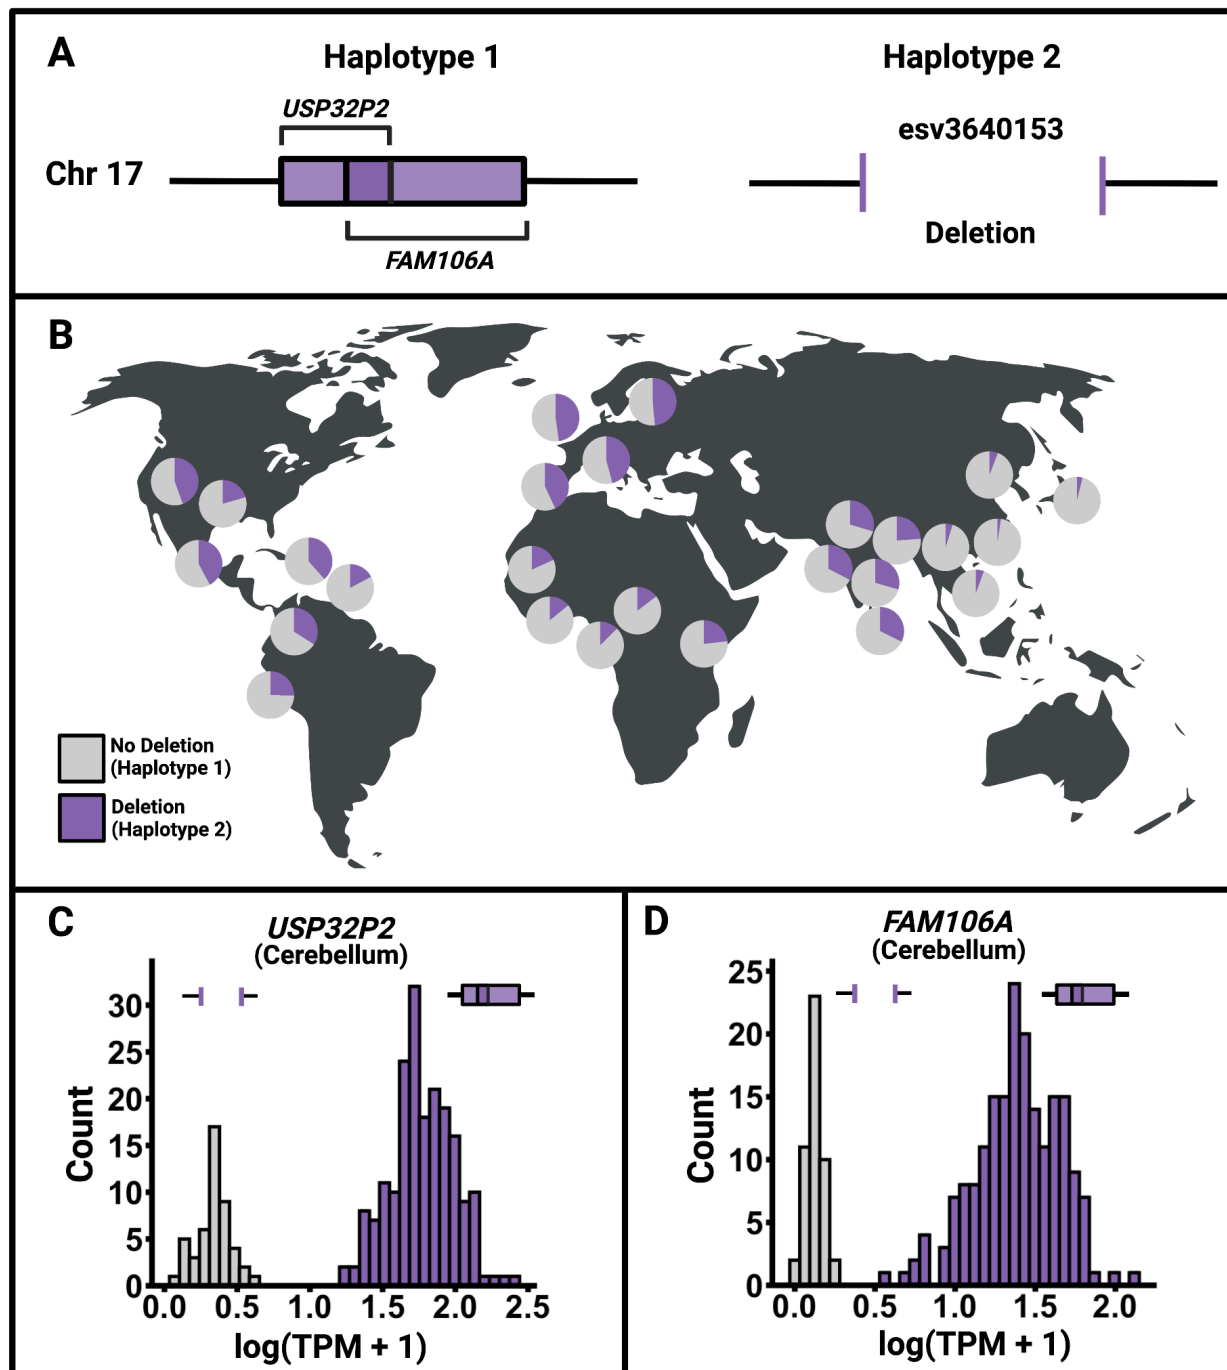 A
Haplotype 1
Haplotype 2
USP32P2
esv3640153
Chr 17
Deletion
FAM106A
B
No Deletion
(Haplotype 1)
Deletion
(Haplotype 2)
C
USP32P2
(Cerebellum)
30
25
20
15
10
5
0
Count
0.0 0.5 1.0 1.5 2.0 2.5
log(TPM + 1)
D
FAM106A
(Cerebellum)
25
20
15
10
5
0
Count
0.0 0.5 1.0 1.5 2.0
log(TPM + 1)